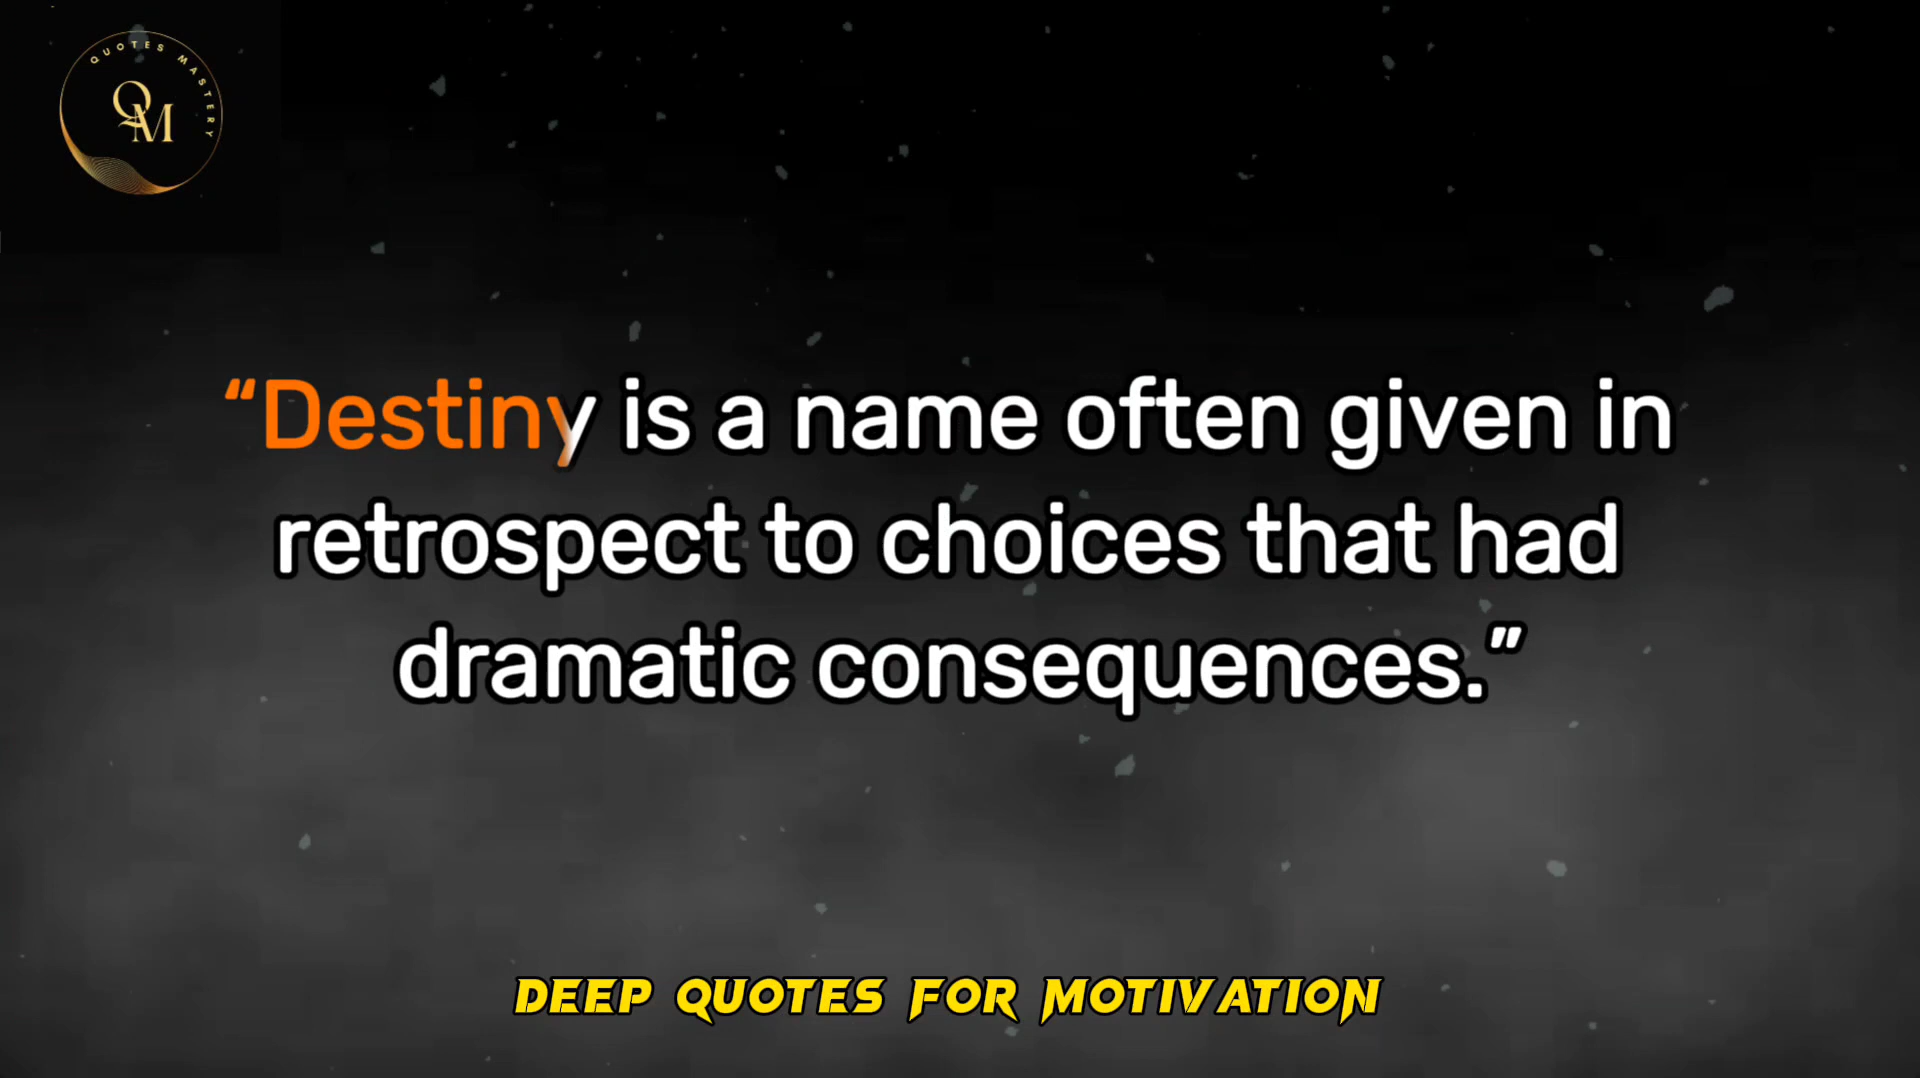 QUOTES MASTERY
QM
“Destiny is a name often given in
retrospect to choices that had
dramatic consequences.”
DEEP QUOTES FOR MOTIVATION